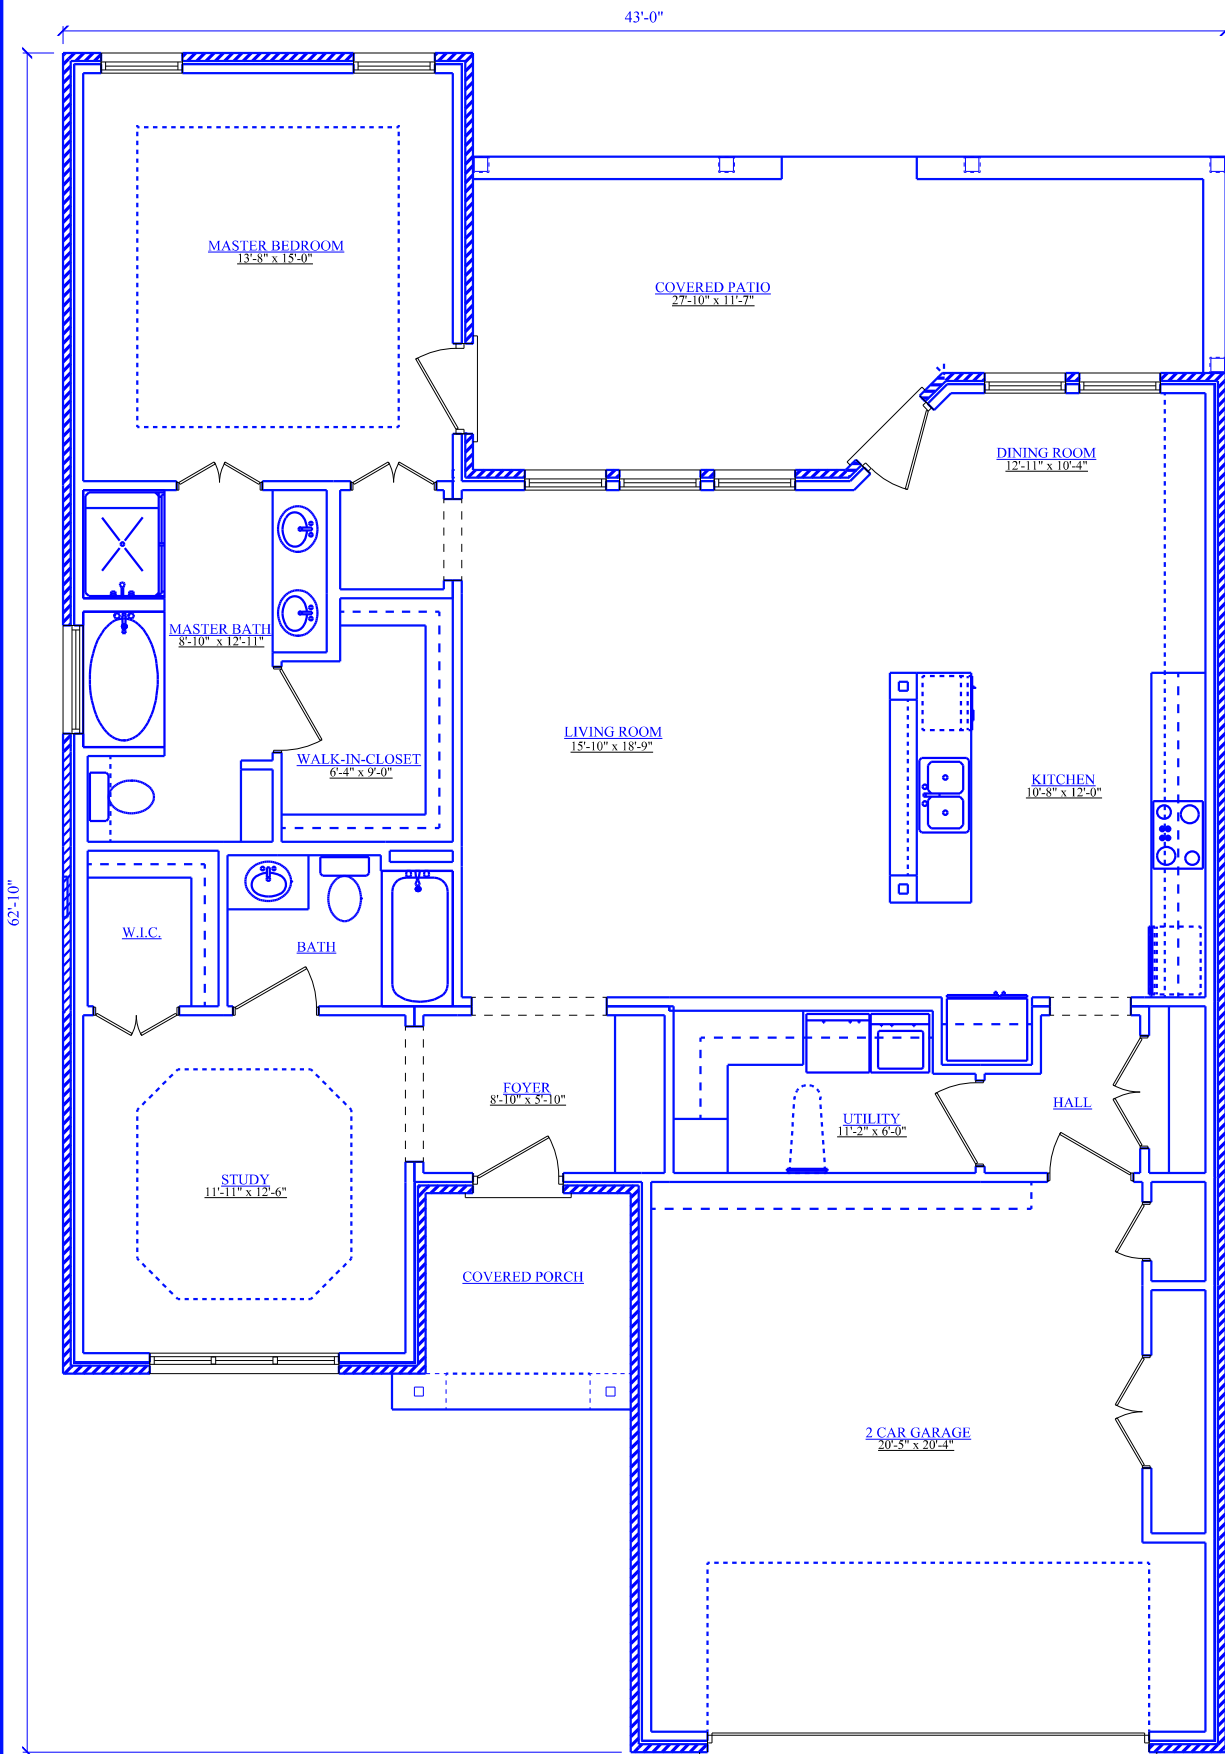 43'-0"
MASTER BEDROOM
13'-8" x 15'-0"
COVERED PATIO
27'-10" x 11'-7"
DINING ROOM
12'-11" x 10'-4"
MASTER BATH
8'-10" x 12'-11"
LIVING ROOM
15'-10" x 18'-9"
WALK-IN-CLOSET
6'-4" x 9'-0"
KITCHEN
10'-8" x 12'-0"
62'-10"
W.I.C.
BATH
FOYER
8'-10" x 5'-10"
HALL
UTILITY
11'-2" x 6'-0"
STUDY
11'-11" x 12'-6"
COVERED PORCH
2 CAR GARAGE
20'-5" x 20'-4"